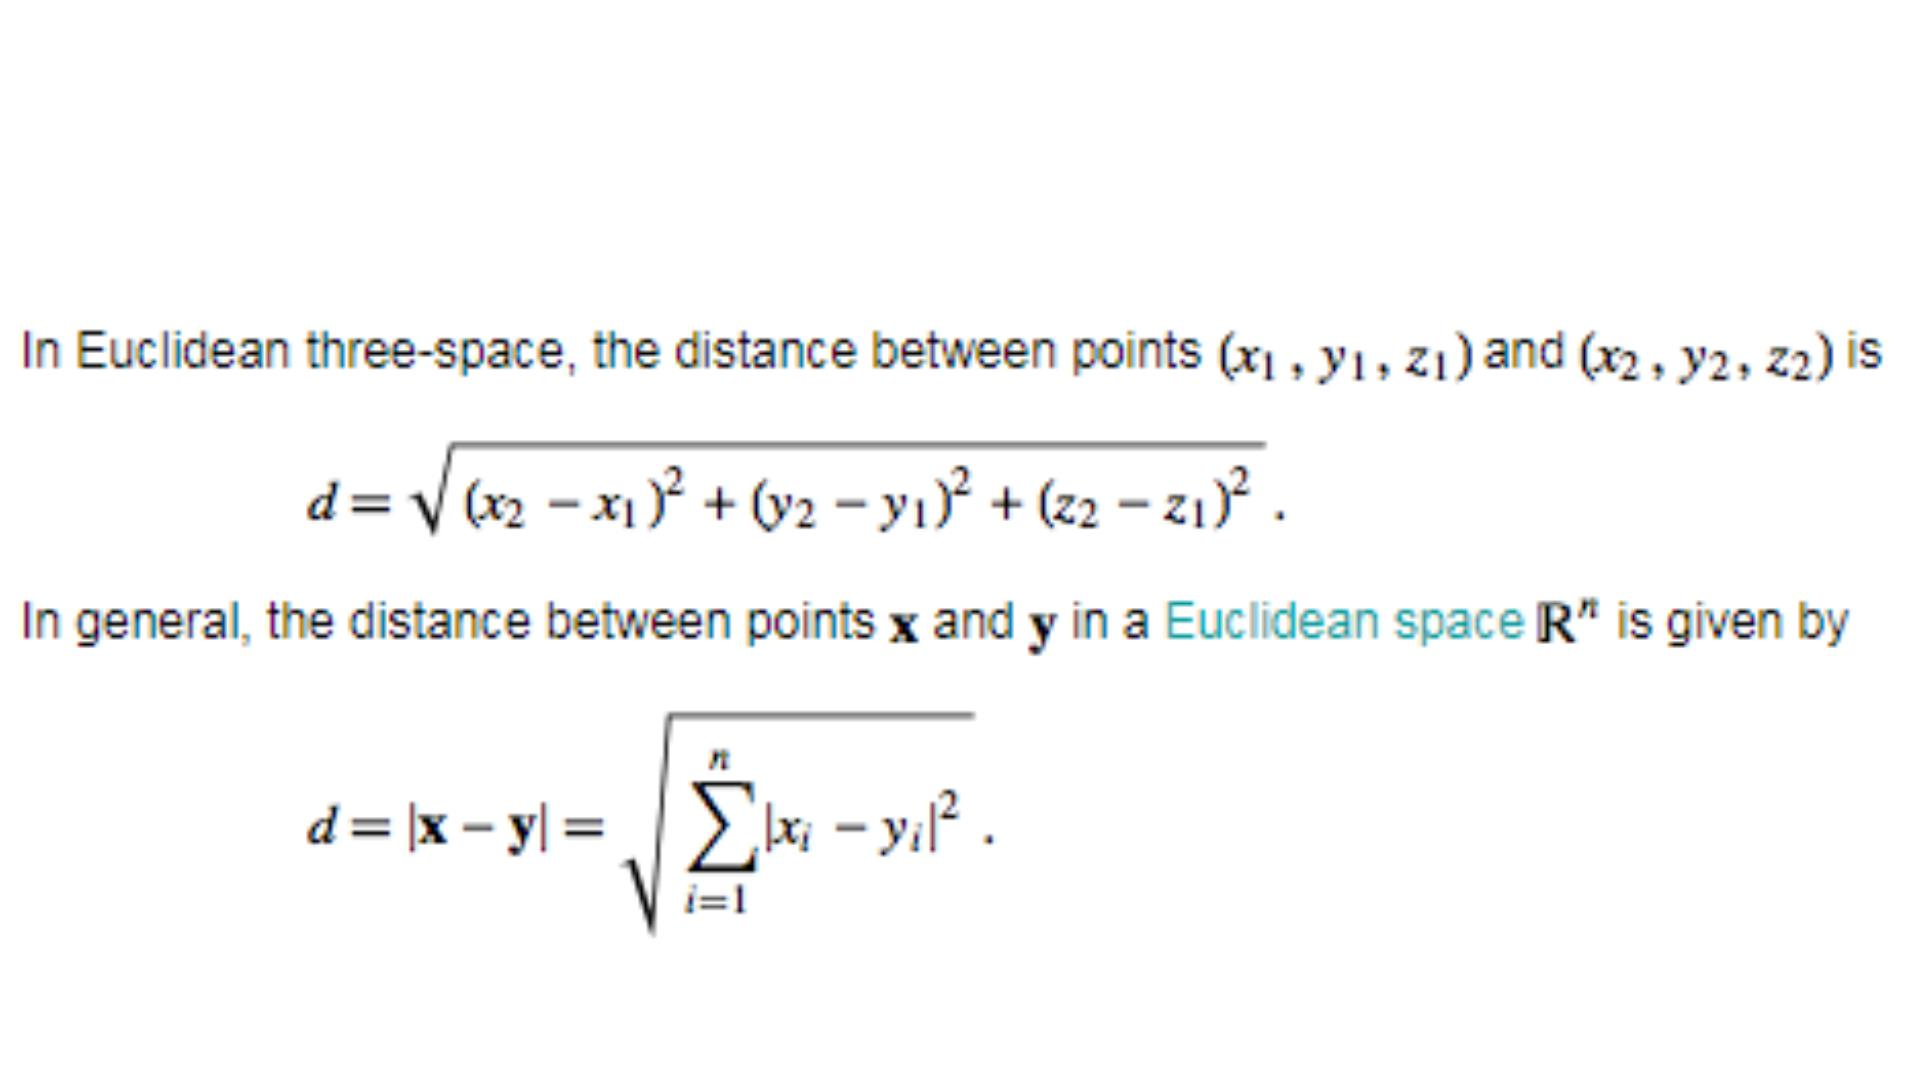 In Euclidean three-space, the distance between points (x₁, y₁, z₁) and (x₂, y₂, z₂) is
d = √((x₂ − x₁)² + (y₂ − y₁)² + (z₂ − z₁)²) .
In general, the distance between points x and y in a Euclidean space ℝⁿ is given by
d = |x − y| = √(∑ᵢ₌₁ⁿ |xᵢ − yᵢ|²) .